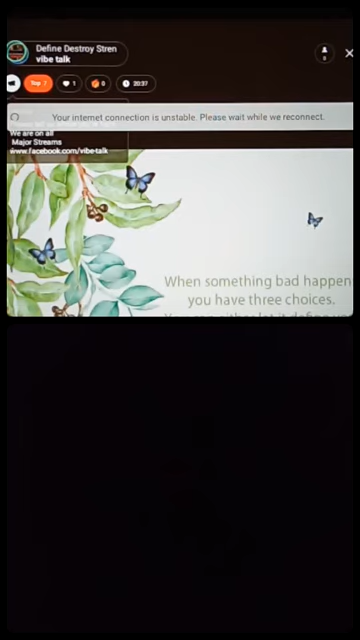 Define Destroy Stren
vibe talk
Top 7
1
0
20:37
0
Your internet connection is unstable. Please wait while we reconnect.
We are on all
Major Streams
www.facebook.com/vibe-talk
When something bad happen
you have three choices.